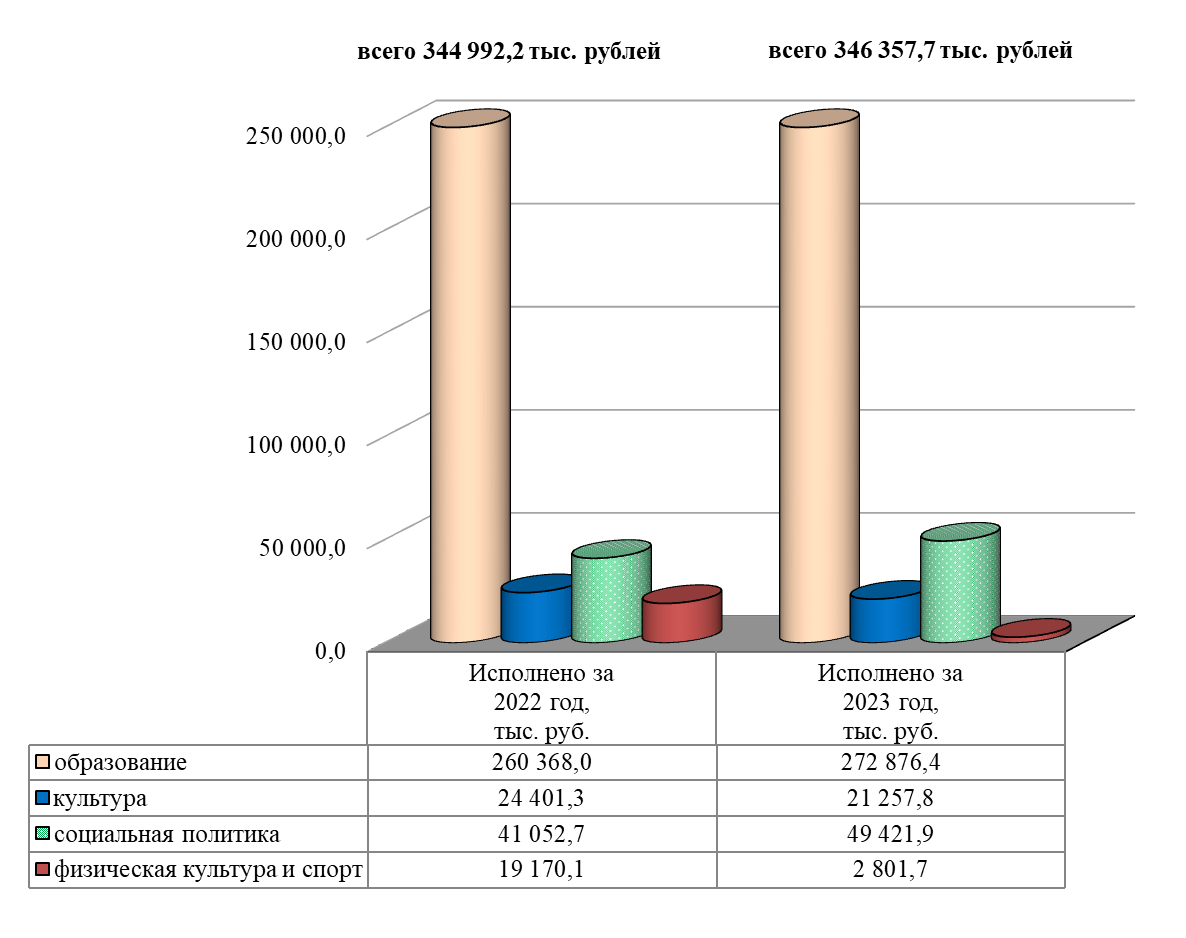 всего 344 992,2 тыс. рублей
всего 346 357,7 тыс. рублей
250 000,0
200 000,0
150 000,0
100 000,0
50 000,0
0,0
Исполнено за
2022 год,
тыс. руб.
Исполнено за
2023 год,
тыс. руб.
образование 260 368,0 272 876,4
культура 24 401,3 21 257,8
социальная политика 41 052,7 49 421,9
физическая культура и спорт 19 170,1 2 801,7